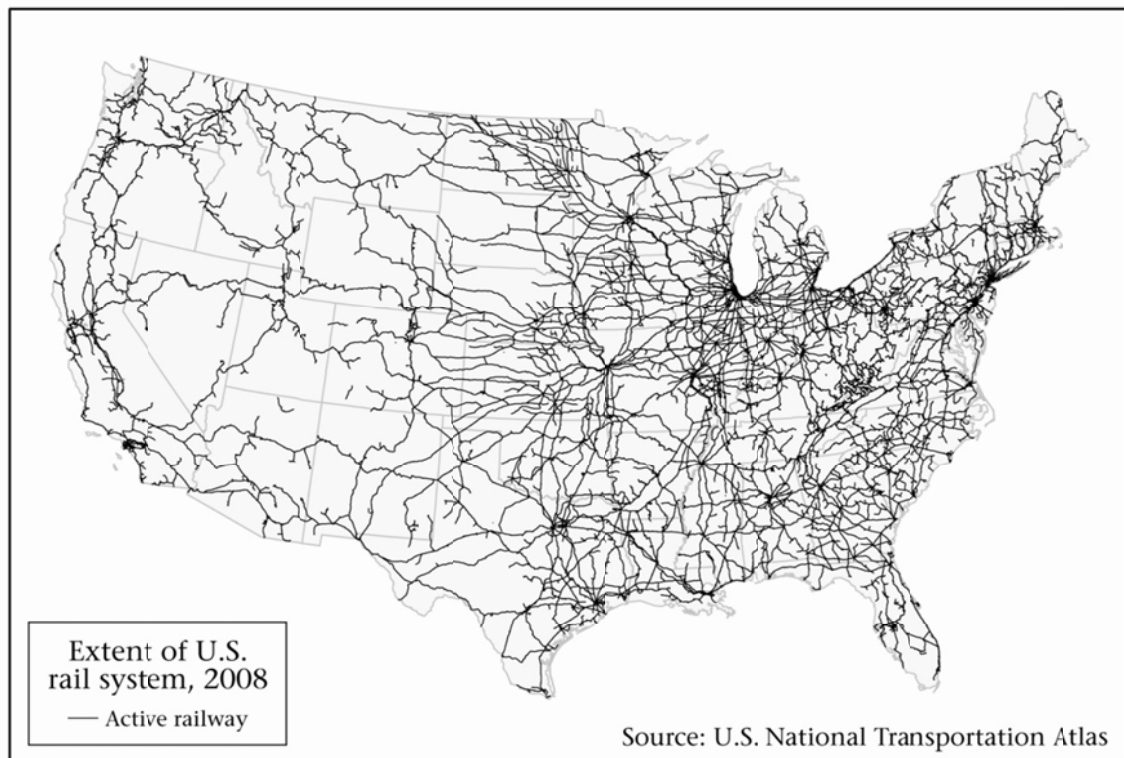 Extent of U.S.
rail system, 2008
Active railway
Source: U.S. National Transportation Atlas